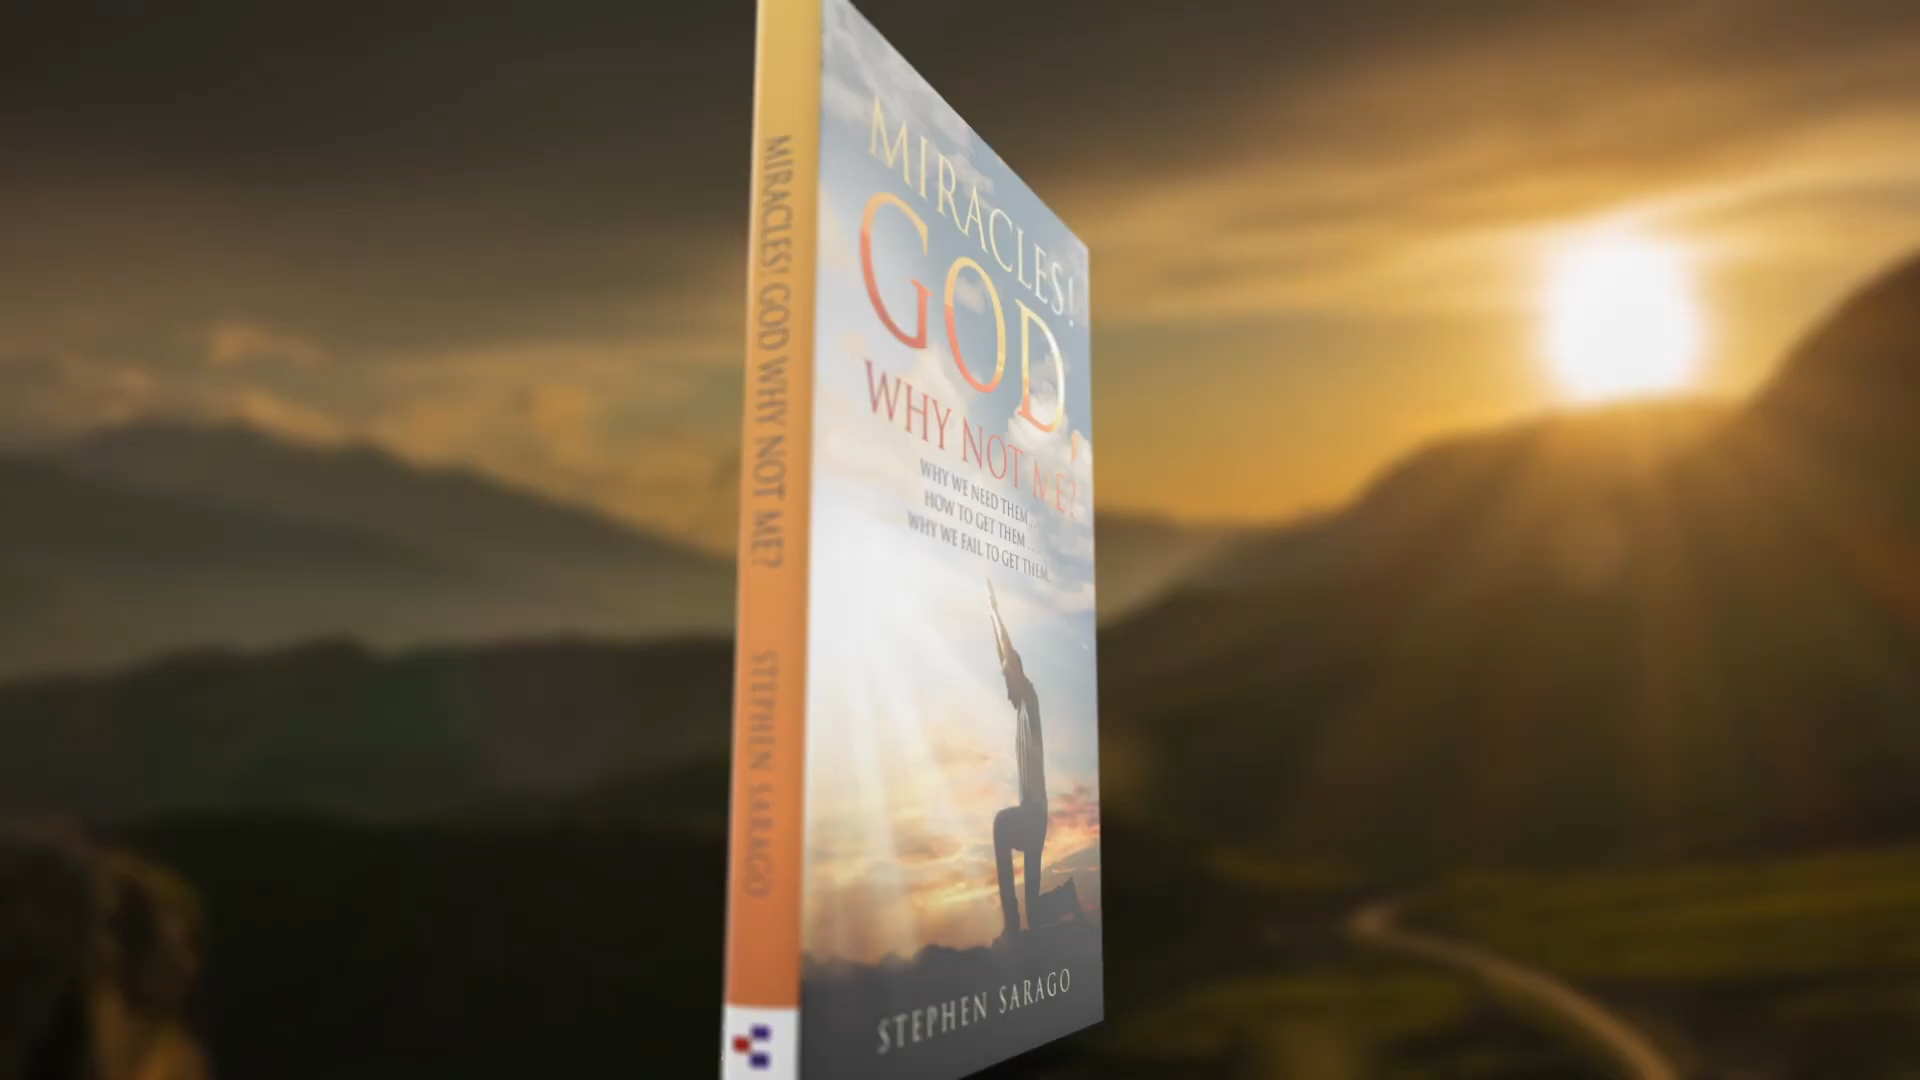 MIRACLES! GOD WHY NOT ME? STEPHEN SARAGO
MIRACLES!
GOD,
WHY NOT ME?
WHY WE NEED THEM...
HOW TO GET THEM...
WHY WE FAIL TO GET THEM...
STEPHEN SARAGO